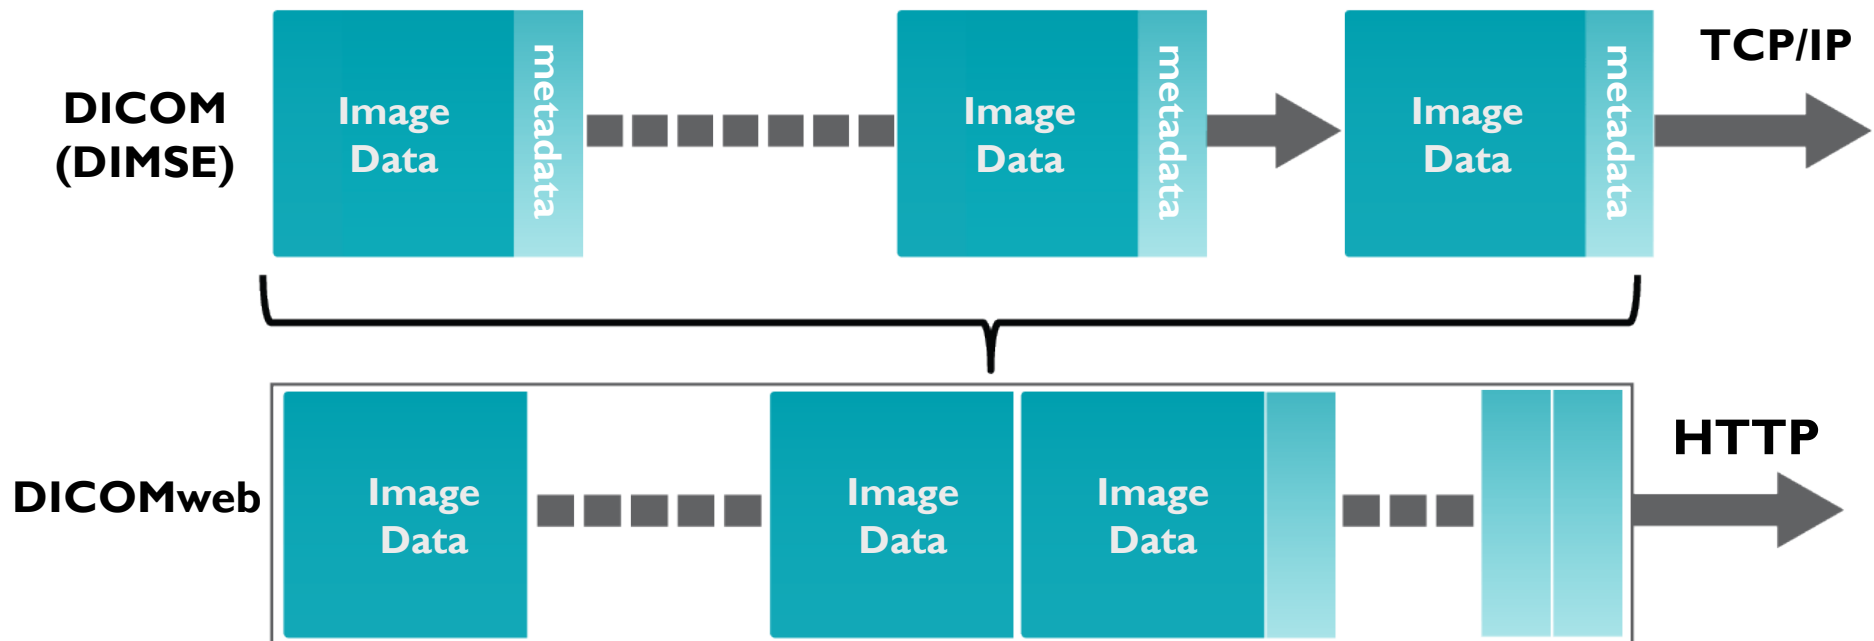 DICOM
(DIMSE)
Image
Data
metadata
Image
Data
metadata
Image
Data
metadata
TCP/IP
DICOMweb
Image
Data
Image
Data
Image
Data
HTTP